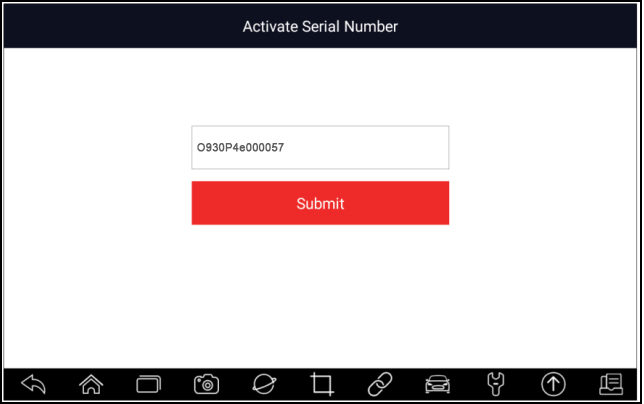 Activate Serial Number
O930P4e000057
Submit